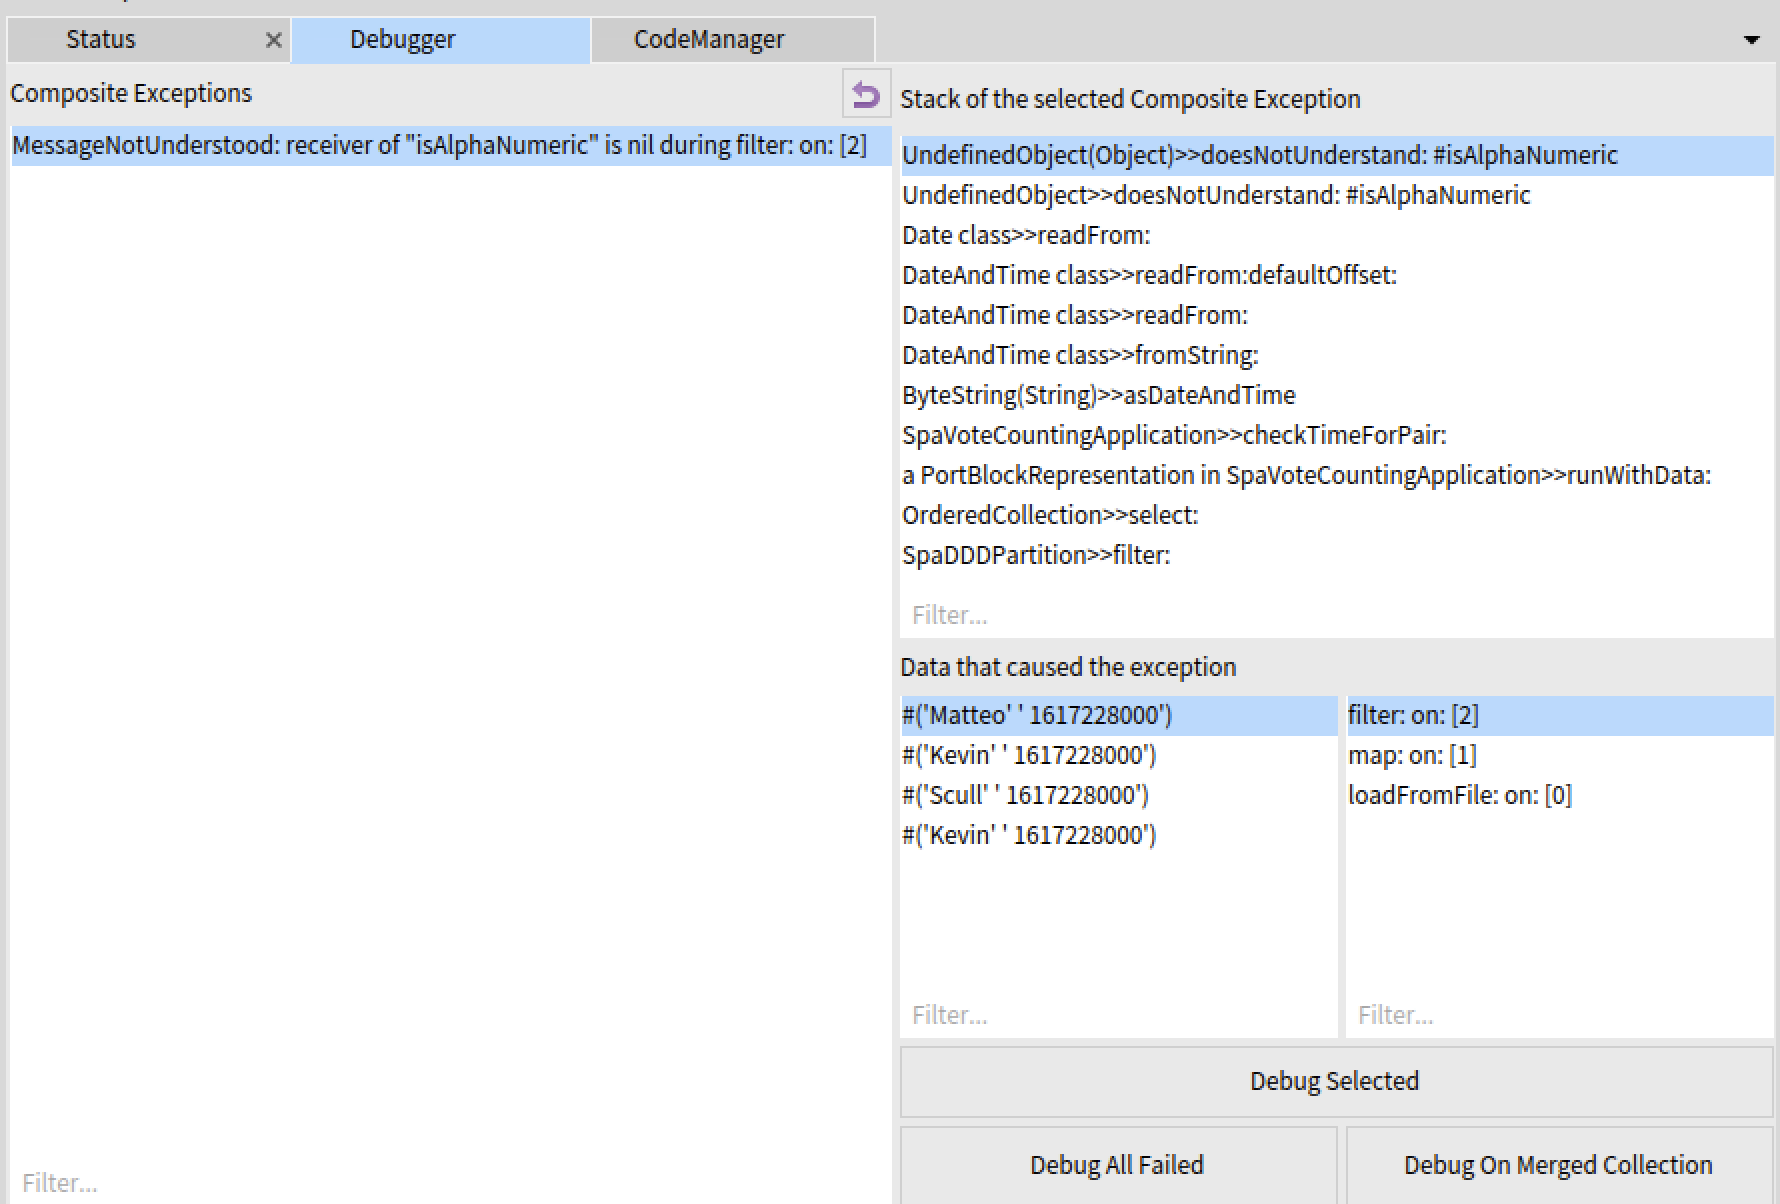 Status
Debugger
CodeManager
Composite Exceptions
MessageNotUnderstood: receiver of "isAlphaNumeric" is nil during filter: on: [2]
Filter...
Stack of the selected Composite Exception
UndefinedObject(Object)>>doesNotUnderstand: #isAlphaNumeric
UndefinedObject>>doesNotUnderstand: #isAlphaNumeric
Date class>>readFrom:
DateAndTime class>>readFrom:defaultOffset:
DateAndTime class>>readFrom:
DateAndTime class>>fromString:
ByteString(String)>>asDateAndTime
SpaVoteCountingApplication>>checkTimeForPair:
a PortBlockRepresentation in SpaVoteCountingApplication>>runWithData:
OrderedCollection>>select:
SpaDDDPartition>>filter:
Filter...
Data that caused the exception
#('Matteo' ' 1617228000')
#('Kevin' ' 1617228000')
#('Scull' ' 1617228000')
#('Kevin' ' 1617228000')
Filter...
filter: on: [2]
map: on: [1]
loadFromFile: on: [0]
Filter...
Debug Selected
Debug All Failed
Debug On Merged Collection